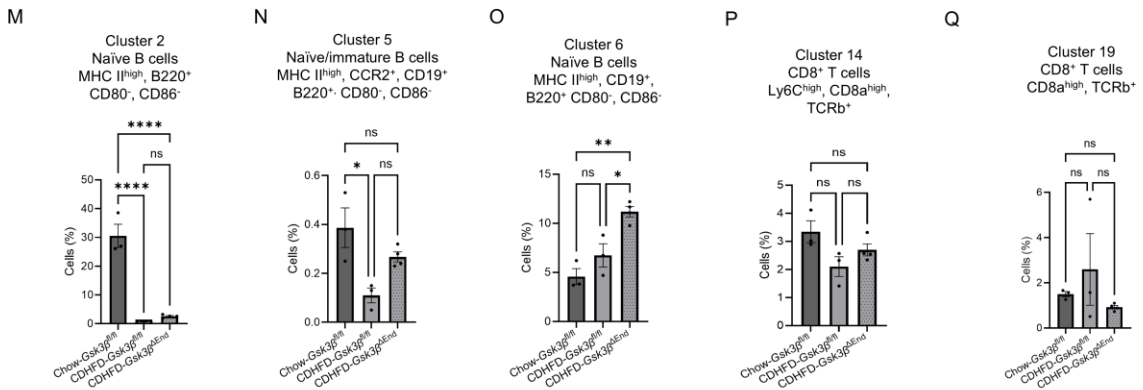 M
Cluster 2
Naïve B cells
MHC IIhigh, B220+
CD80-, CD86-
****
ns
****
50
40
30
20
10
0
Cells (%)
Chow-Gsk3βfl/fl
CDHFD-Gsk3βfl/fl
CDHFD-Gsk3βΔEnd
N
Cluster 5
Naïve/immature B cells
MHC IIhigh, CCR2+, CD19+
B220+, CD80-, CD86-
ns
*
ns
0.6
0.4
0.2
0.0
Cells (%)
Chow-Gsk3βfl/fl
CDHFD-Gsk3βfl/fl
CDHFD-Gsk3βΔEnd
O
Cluster 6
Naïve B cells
MHC IIhigh, CD19+,
B220+ CD80-, CD86-
**
ns
*
15
10
5
0
Cells (%)
Chow-Gsk3βfl/fl
CDHFD-Gsk3βfl/fl
CDHFD-Gsk3βΔEnd
P
Cluster 14
CD8+ T cells
Ly6Chigh, CD8ahigh,
TCRb+
ns
ns
ns
5
4
3
2
1
0
Cells (%)
Chow-Gsk3βfl/fl
CDHFD-Gsk3βfl/fl
CDHFD-Gsk3βΔEnd
Q
Cluster 19
CD8+ T cells
CD8ahigh, TCRb+
ns
ns
ns
6
4
2
0
Cells (%)
Chow-Gsk3βfl/fl
CDHFD-Gsk3βfl/fl
CDHFD-Gsk3βΔEnd